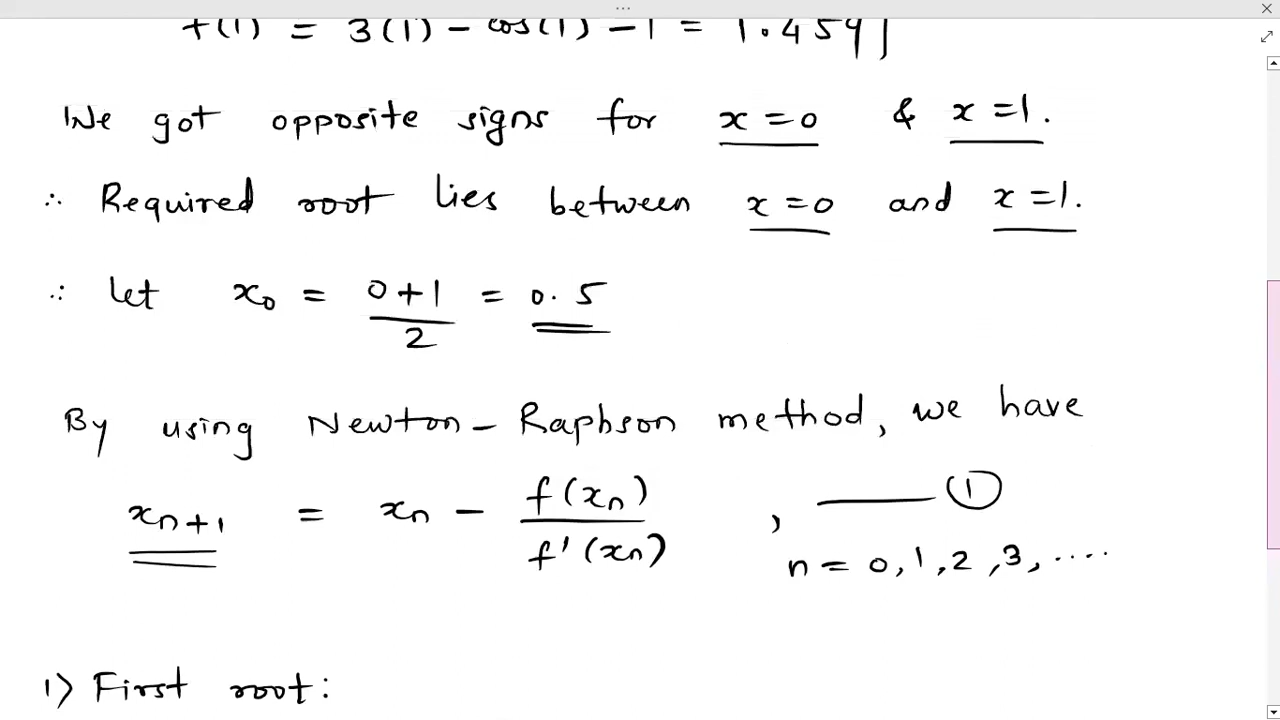 f(1) = 3(1) - cos(1) - 1 = 1.459]
We got opposite signs for x = 0 & x = 1.
∴ Required root lies between x = 0 and x = 1.
∴ let x₀ = (0+1)/2 = 0.5
By using Newton-Raphson method, we have
xₙ₊₁ = xₙ - f(xₙ)/f'(xₙ) , —— ①
n = 0, 1, 2, 3, ....
1) First root: